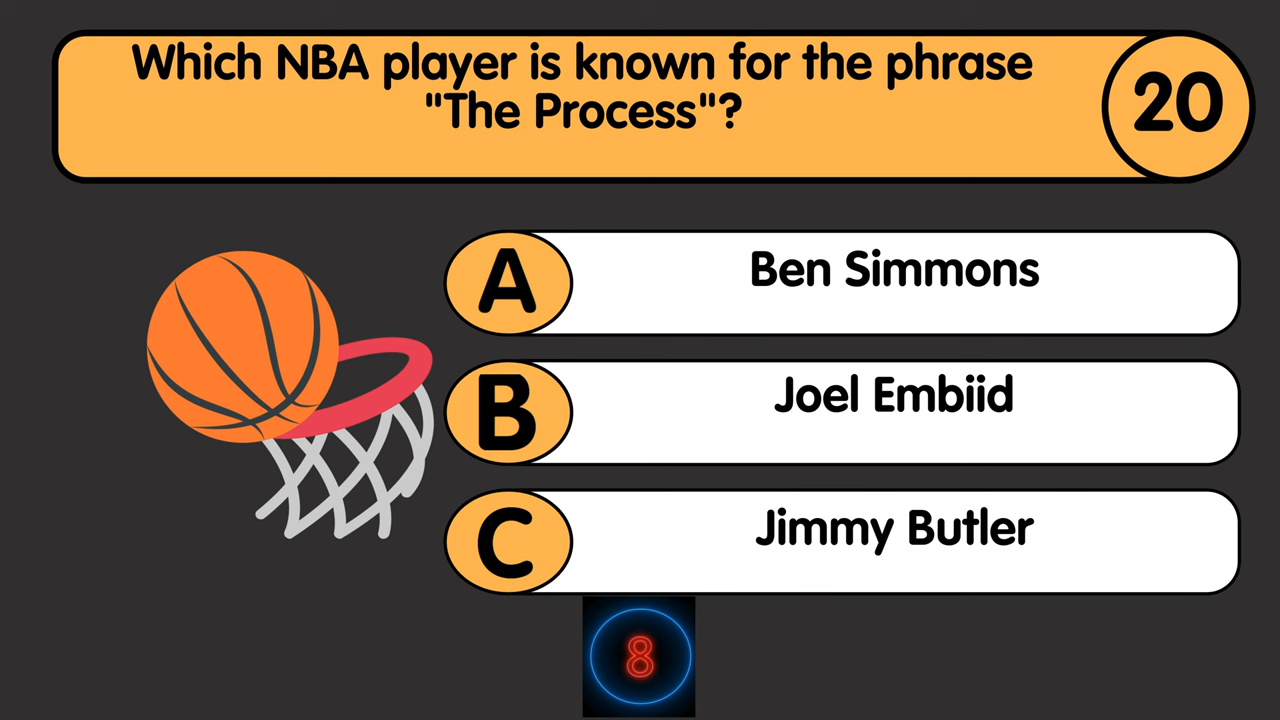 Which NBA player is known for the phrase
"The Process"?
20
A
Ben Simmons
B
Joel Embiid
C
Jimmy Butler
8